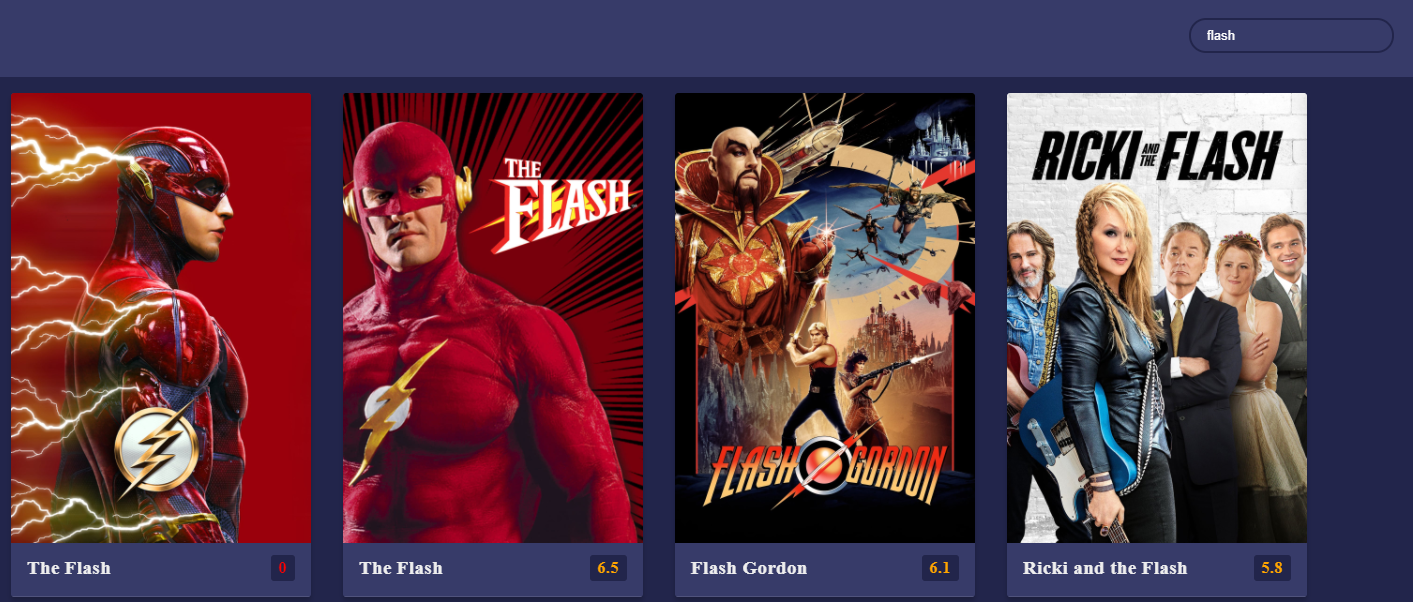 flash
THE
FLASH
FLASH GORDON
RICKI AND THE FLASH
The Flash
0
The Flash
6.5
Flash Gordon
6.1
Ricki and the Flash
5.8